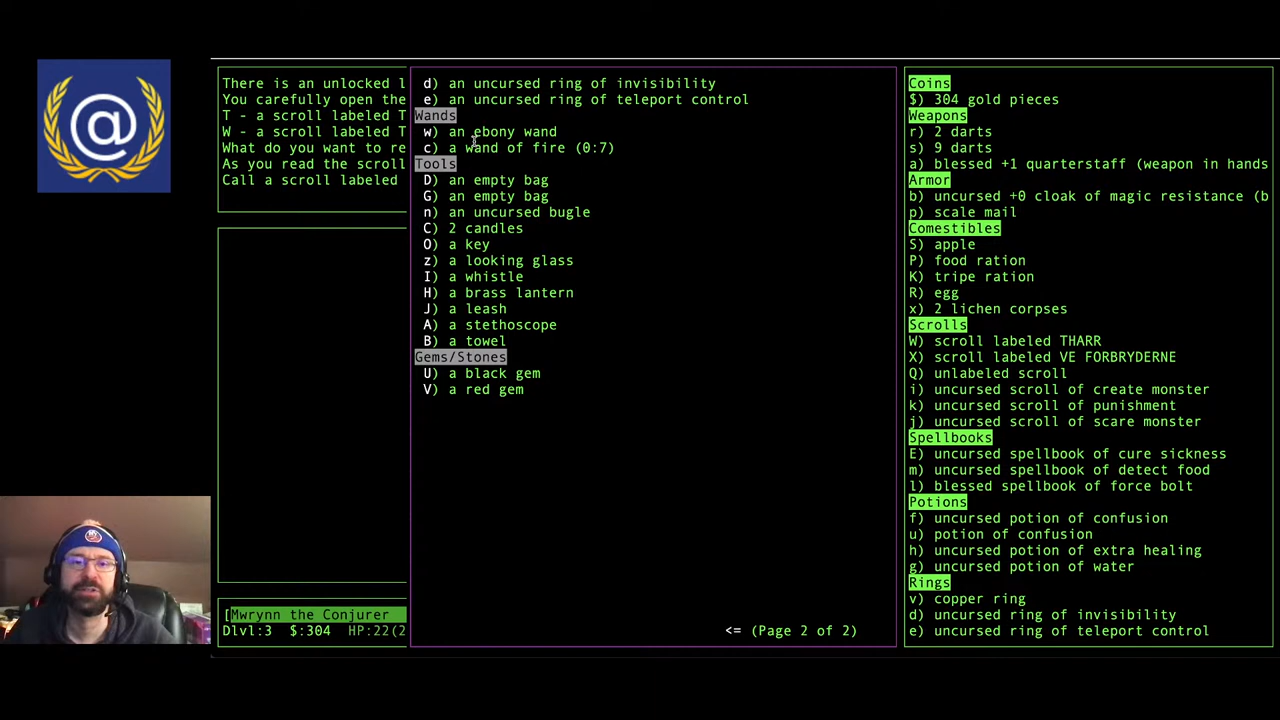 @
There is an unlocked l
You carefully open the
T - a scroll labeled T
W - a scroll labeled T
What do you want to re
As you read the scroll
Call a scroll labeled
[Mwrynn the Conjurer
Dlvl:3 $:304 HP:22(2
d) an uncursed ring of invisibility
e) an uncursed ring of teleport control
Wands
w) an ebony wand
c) a wand of fire (0:7)
Tools
D) an empty bag
G) an empty bag
n) an uncursed bugle
C) 2 candles
O) a key
z) a looking glass
I) a whistle
H) a brass lantern
J) a leash
A) a stethoscope
B) a towel
Gems/Stones
U) a black gem
V) a red gem
<= (Page 2 of 2)
Coins
$) 304 gold pieces
Weapons
r) 2 darts
s) 9 darts
a) blessed +1 quarterstaff (weapon in hands
Armor
b) uncursed +0 cloak of magic resistance (b
p) scale mail
Comestibles
S) apple
P) food ration
K) tripe ration
R) egg
x) 2 lichen corpses
Scrolls
W) scroll labeled THARR
X) scroll labeled VE FORBRYDERNE
Q) unlabeled scroll
i) uncursed scroll of create monster
k) uncursed scroll of punishment
j) uncursed scroll of scare monster
Spellbooks
E) uncursed spellbook of cure sickness
m) uncursed spellbook of detect food
l) blessed spellbook of force bolt
Potions
f) uncursed potion of confusion
u) potion of confusion
h) uncursed potion of extra healing
g) uncursed potion of water
Rings
v) copper ring
d) uncursed ring of invisibility
e) uncursed ring of teleport control